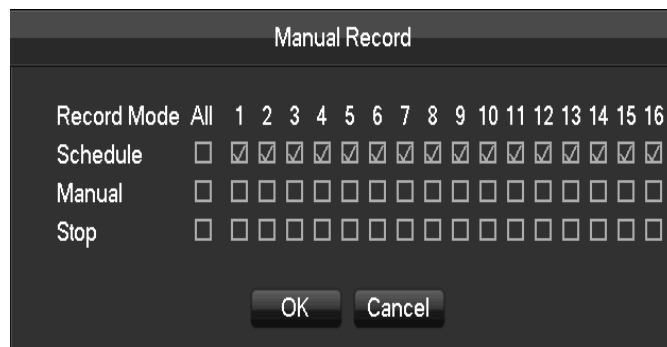 Manual Record
Record Mode All 1 2 3 4 5 6 7 8 9 10 11 12 13 14 15 16
Schedule
Manual
Stop
OK Cancel